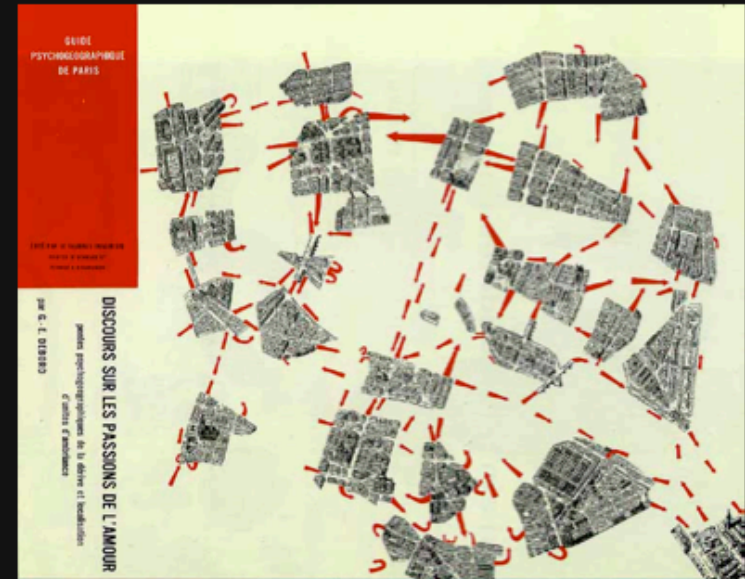 GUIDE
PSYCHOGEOGRAPHIQUE
DE PARIS
DISCOURS SUR LES PASSIONS DE L'AMOUR
pentes psychogeographiques de la dérive et localisation
d'unités d'ambiance
par G.-E. DEBORD